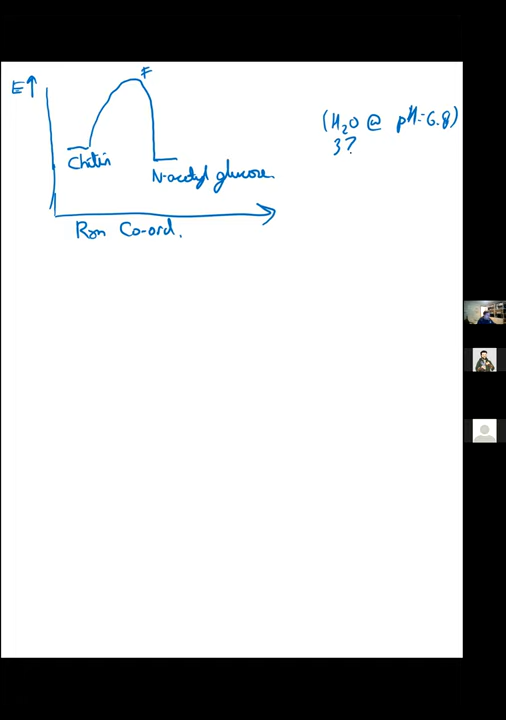 E↑
‡
(H₂O @ pH=6.8)
3?
Chitin
N-acetyl glucose.
Rxn Co-ord.